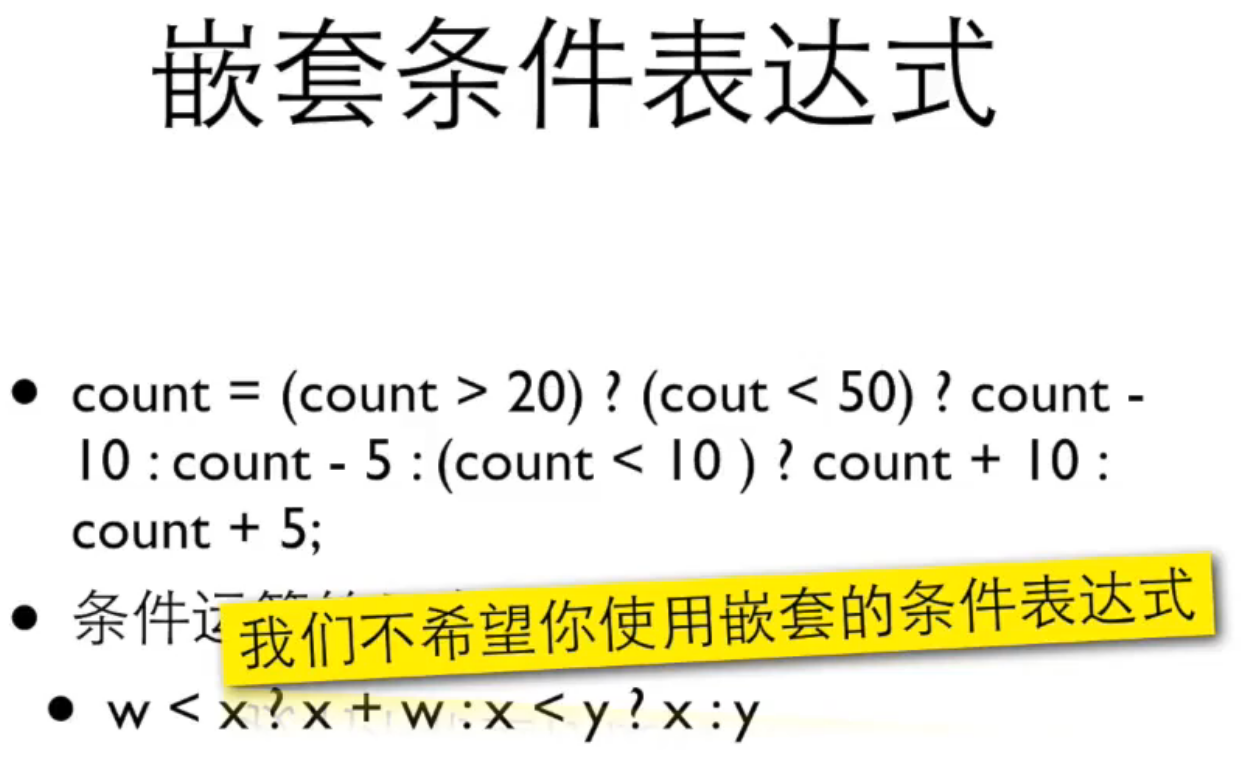 嵌套条件表达式
count = (count > 20) ? (cout < 50) ? count -
10 : count - 5 : (count < 10 ) ? count + 10 :
count + 5;
条件运算
我们不希望你使用嵌套的条件表达式
w < x ? x + w : x < y ? x : y